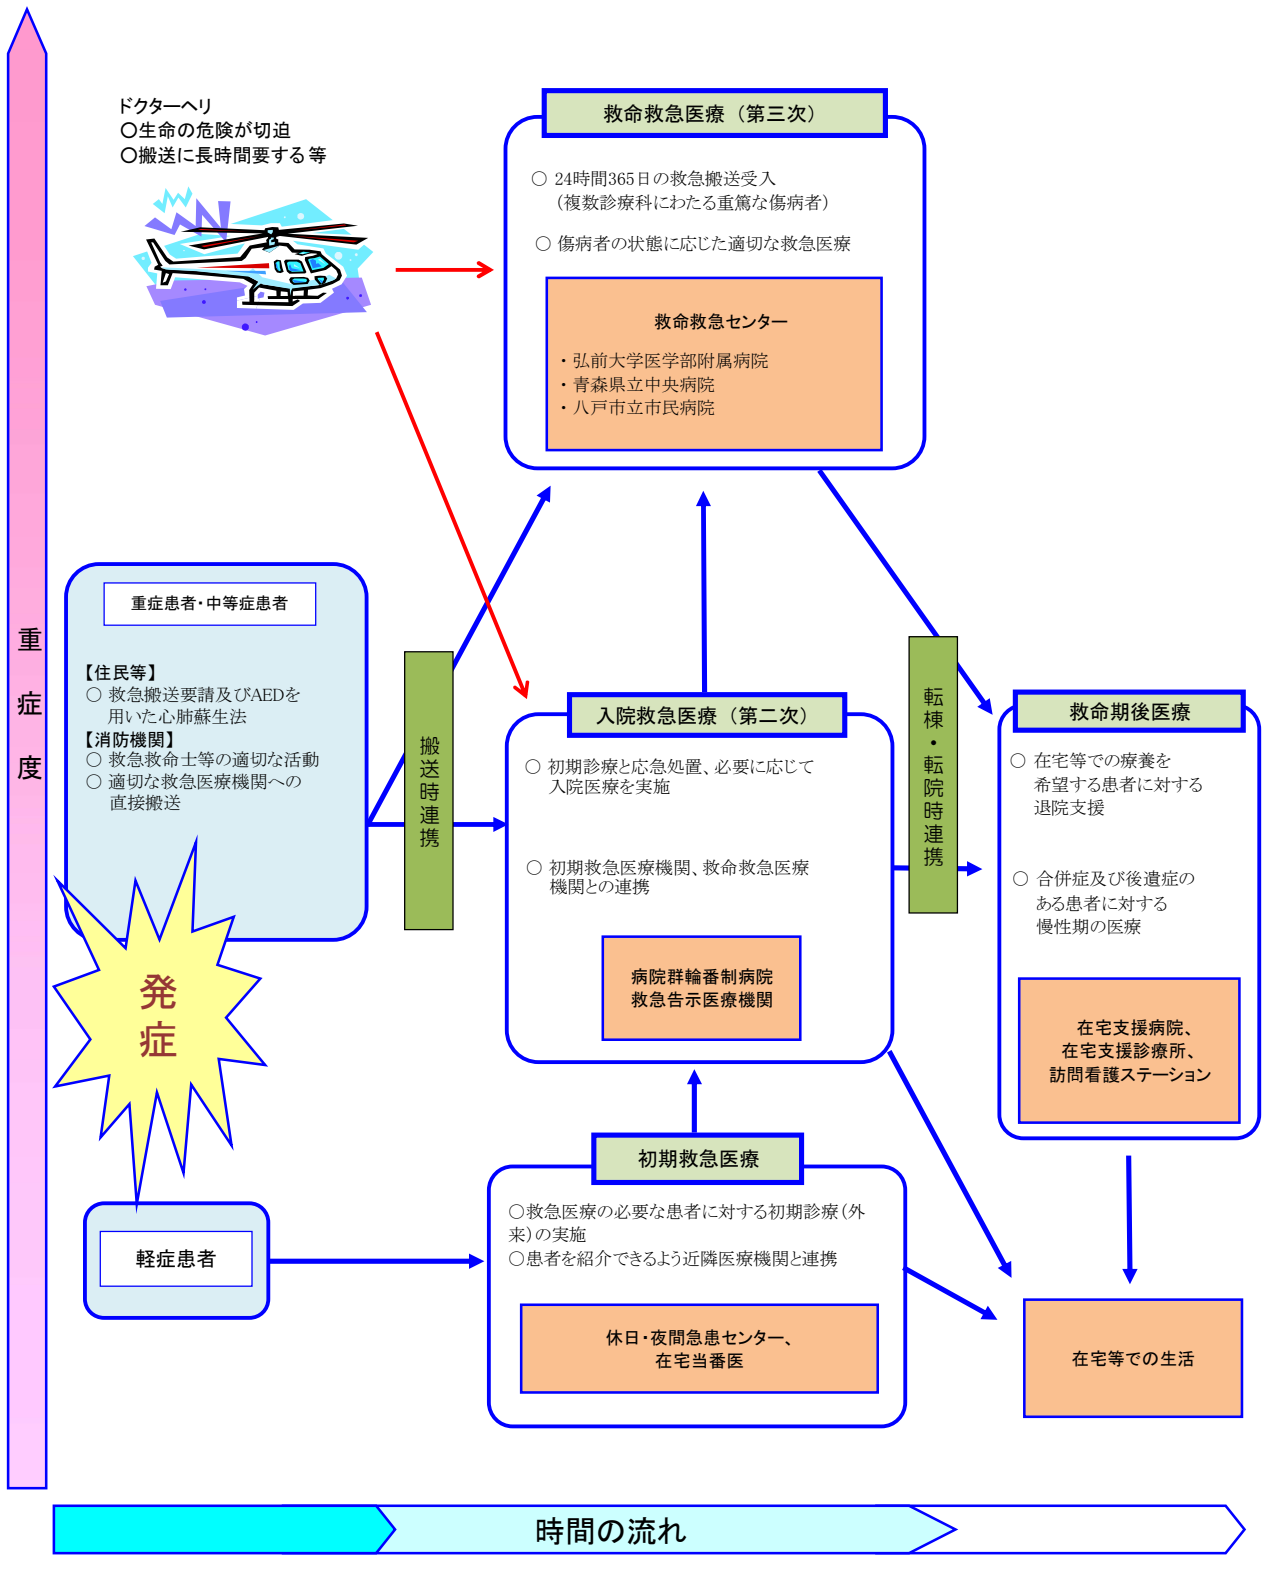 ドクターヘリ
○生命の危険が切迫
○搬送に長時間要する等
救命救急医療（第三次）
○ 24時間365日の救急搬送受入
（複数診療科にわたる重篤な傷病者）
○ 傷病者の状態に応じた適切な救急医療
救命救急センター
・弘前大学医学部附属病院
・青森県立中央病院
・八戸市立市民病院
重症度
重症患者・中等症患者
【住民等】
○ 救急搬送要請及びAEDを
用いた心肺蘇生法
【消防機関】
○ 救急救命士等の適切な活動
○ 適切な救急医療機関への
直接搬送
搬送時連携
入院救急医療（第二次）
○ 初期診療と応急処置、必要に応じて
入院医療を実施
○ 初期救急医療機関、救命救急医療
機関との連携
病院群輪番制病院
救急告示医療機関
転棟・転院時連携
救命期後医療
○ 在宅等での療養を
希望する患者に対する
退院支援
○ 合併症及び後遺症の
ある患者に対する
慢性期の医療
在宅支援病院、
在宅支援診療所、
訪問看護ステーション
発症
軽症患者
初期救急医療
○救急医療の必要な患者に対する初期診療（外
来）の実施
○患者を紹介できるよう近隣医療機関と連携
休日・夜間急患センター、
在宅当番医
在宅等での生活
時間の流れ